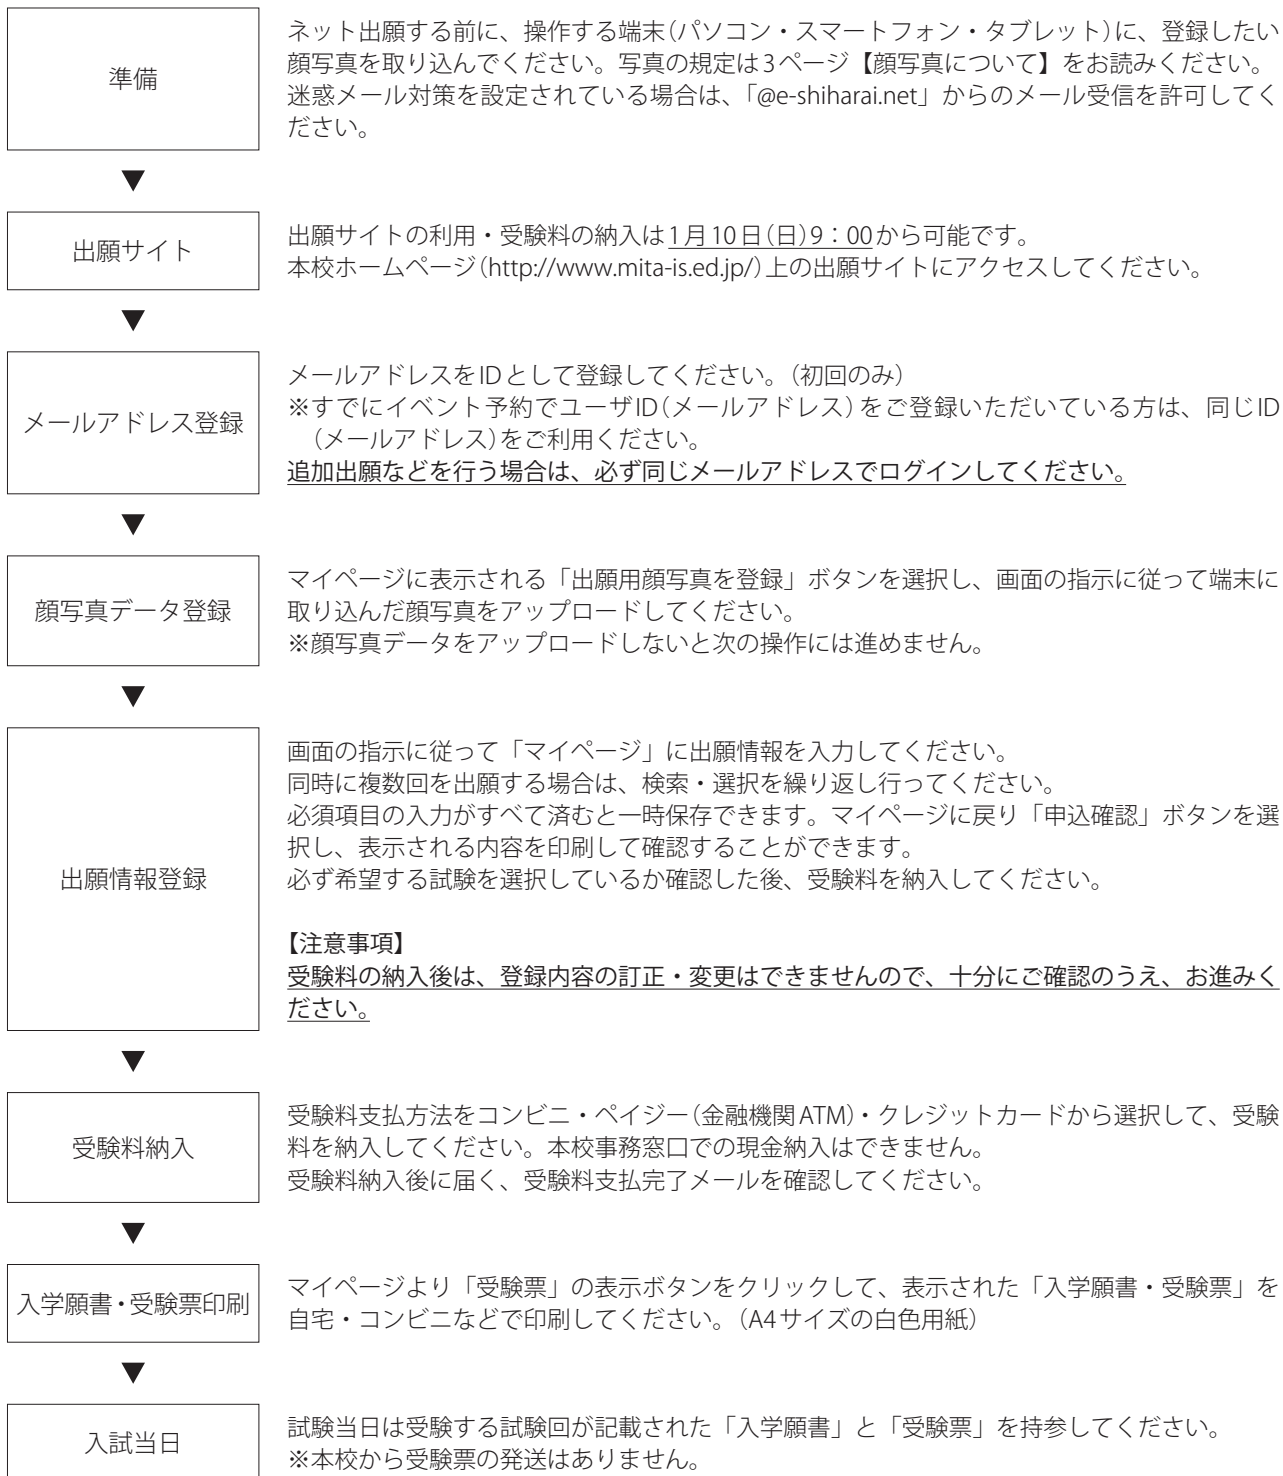 準備
ネット出願する前に、操作する端末(パソコン・スマートフォン・タブレット)に、登録したい
顔写真を取り込んでください。写真の規定は3ページ【顔写真について】をお読みください。
迷惑メール対策を設定されている場合は、「@e-shiharai.net」からのメール受信を許可してく
ださい。
▼
出願サイト
出願サイトの利用・受験料の納入は1月10日(日)9：00から可能です。
本校ホームページ(http://www.mita-is.ed.jp/)上の出願サイトにアクセスしてください。
▼
メールアドレス登録
メールアドレスをIDとして登録してください。(初回のみ)
※すでにイベント予約でユーザID(メールアドレス)をご登録いただいている方は、同じID
(メールアドレス)をご利用ください。
追加出願などを行う場合は、必ず同じメールアドレスでログインしてください。
▼
顔写真データ登録
マイページに表示される「出願用顔写真を登録」ボタンを選択し、画面の指示に従って端末に
取り込んだ顔写真をアップロードしてください。
※顔写真データをアップロードしないと次の操作には進めません。
▼
出願情報登録
画面の指示に従って「マイページ」に出願情報を入力してください。
同時に複数回を出願する場合は、検索・選択を繰り返し行ってください。
必須項目の入力がすべて済むと一時保存できます。マイページに戻り「申込確認」ボタンを選
択し、表示される内容を印刷して確認することができます。
必ず希望する試験を選択しているか確認した後、受験料を納入してください。
【注意事項】
受験料の納入後は、登録内容の訂正・変更はできませんので、十分にご確認のうえ、お進みく
ださい。
▼
受験料納入
受験料支払方法をコンビニ・ペイジー(金融機関ATM)・クレジットカードから選択して、受験
料を納入してください。本校事務窓口での現金納入はできません。
受験料納入後に届く、受験料支払完了メールを確認してください。
▼
入学願書・受験票印刷
マイページより「受験票」の表示ボタンをクリックして、表示された「入学願書・受験票」を
自宅・コンビニなどで印刷してください。(A4サイズの白色用紙)
▼
入試当日
試験当日は受験する試験回が記載された「入学願書」と「受験票」を持参してください。
※本校から受験票の発送はありません。